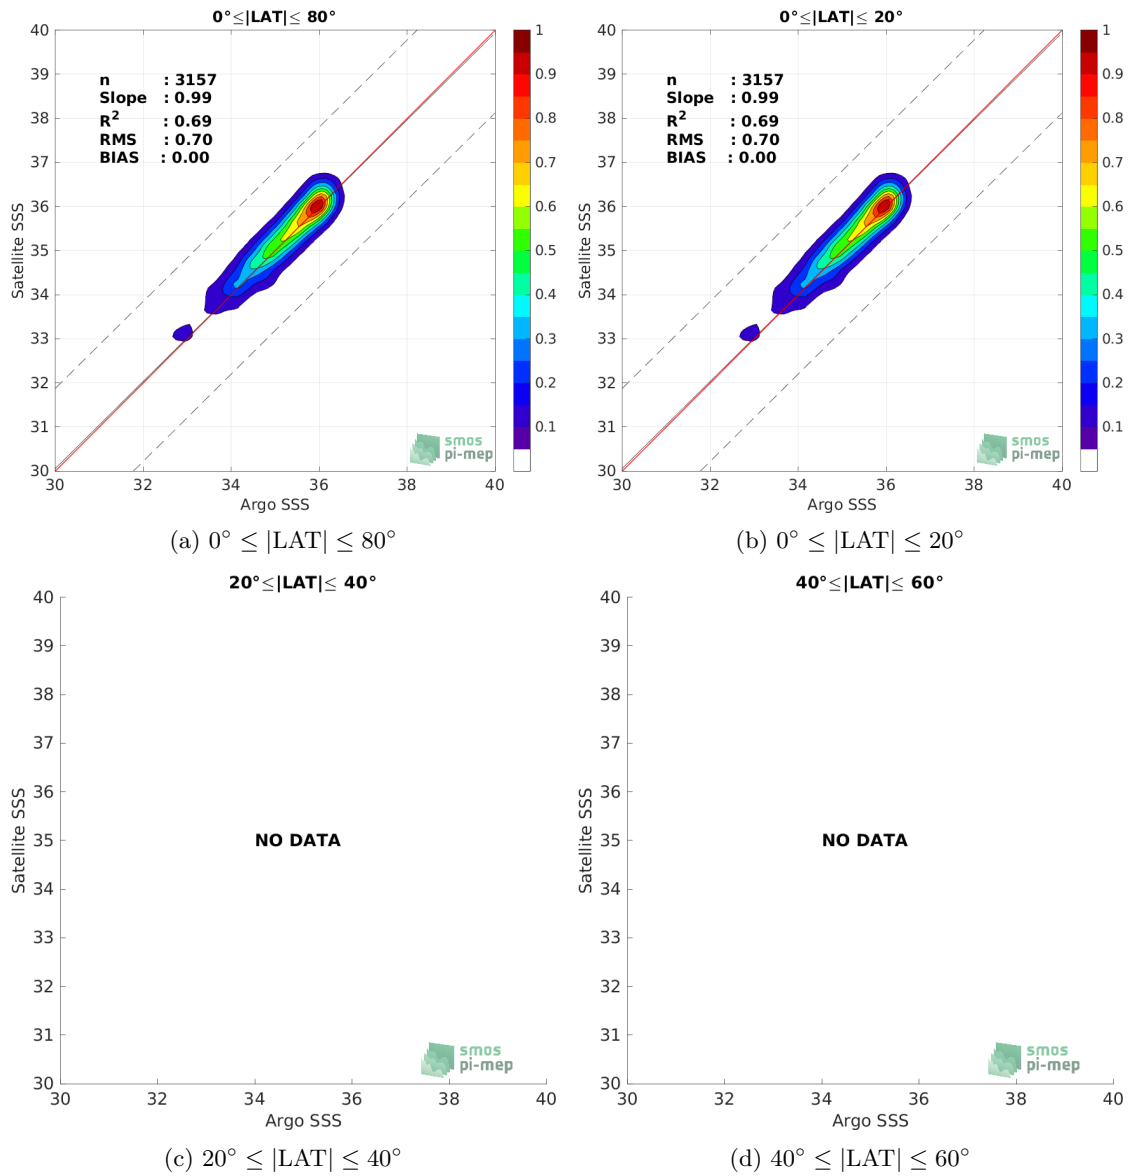 0°≤|LAT|≤ 80°
40
39
38
37
36
35
34
33
32
31
30
Satellite SSS
n : 3157
Slope : 0.99
R² : 0.69
RMS : 0.70
BIAS : 0.00
1
0.9
0.8
0.7
0.6
0.5
0.4
0.3
0.2
0.1
smos
pi-mep
30 32 34 36 38 40
Argo SSS
(a) 0° ≤ |LAT| ≤ 80°
0°≤|LAT|≤ 20°
40
39
38
37
36
35
34
33
32
31
30
Satellite SSS
n : 3157
Slope : 0.99
R² : 0.69
RMS : 0.70
BIAS : 0.00
1
0.9
0.8
0.7
0.6
0.5
0.4
0.3
0.2
0.1
smos
pi-mep
30 32 34 36 38 40
Argo SSS
(b) 0° ≤ |LAT| ≤ 20°
20°≤|LAT|≤ 40°
40
39
38
37
36
35
34
33
32
31
30
Satellite SSS
NO DATA
smos
pi-mep
30 32 34 36 38 40
Argo SSS
(c) 20° ≤ |LAT| ≤ 40°
40°≤|LAT|≤ 60°
40
39
38
37
36
35
34
33
32
31
30
Satellite SSS
NO DATA
smos
pi-mep
30 32 34 36 38 40
Argo SSS
(d) 40° ≤ |LAT| ≤ 60°